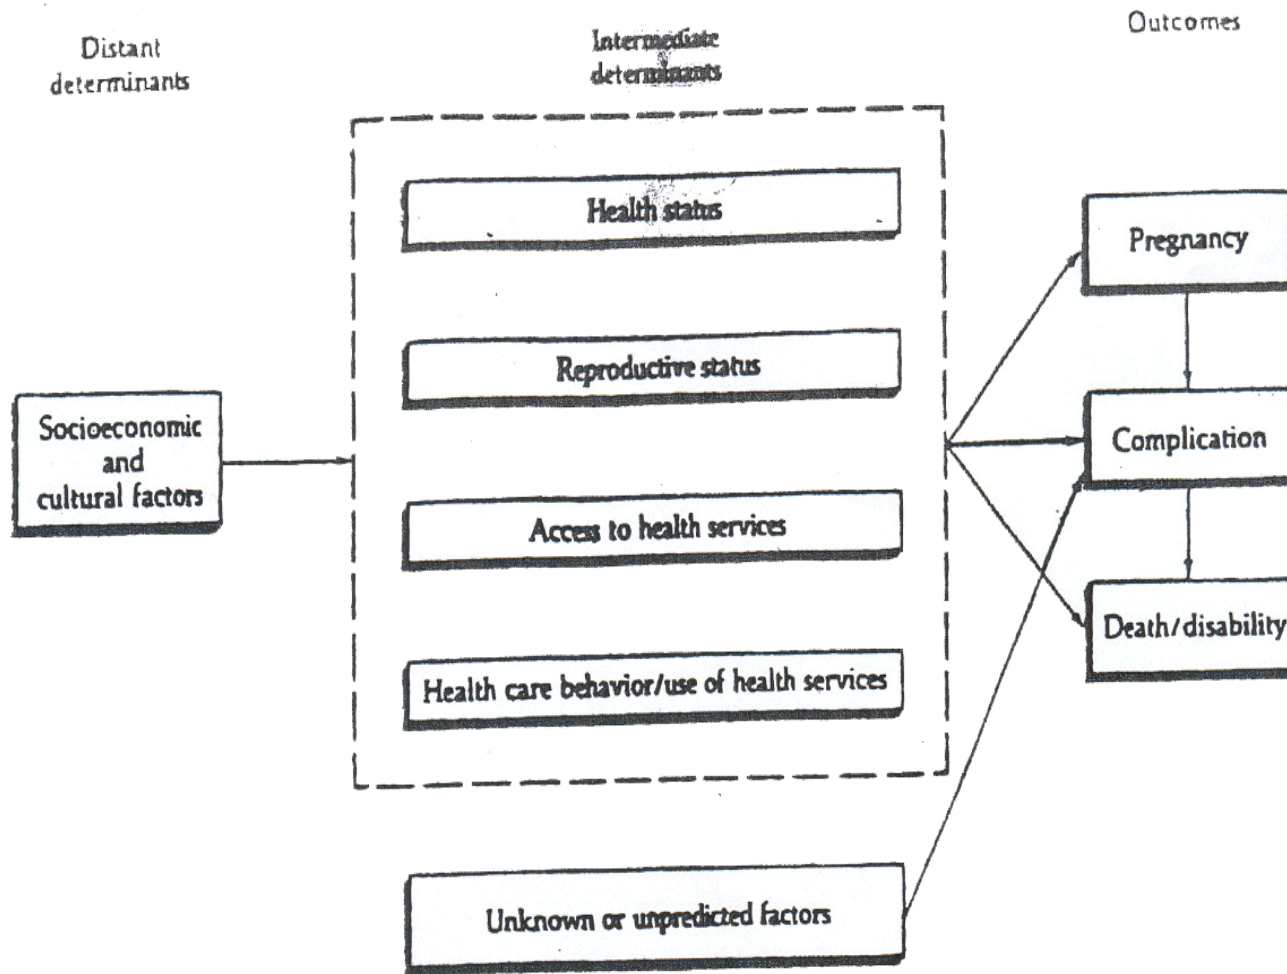 Distant
determinants
Intermediate
determinants
Outcomes
Socioeconomic
and
cultural factors
Health status
Reproductive status
Access to health services
Health care behavior/use of health services
Unknown or unpredicted factors
Pregnancy
Complication
Death/disability